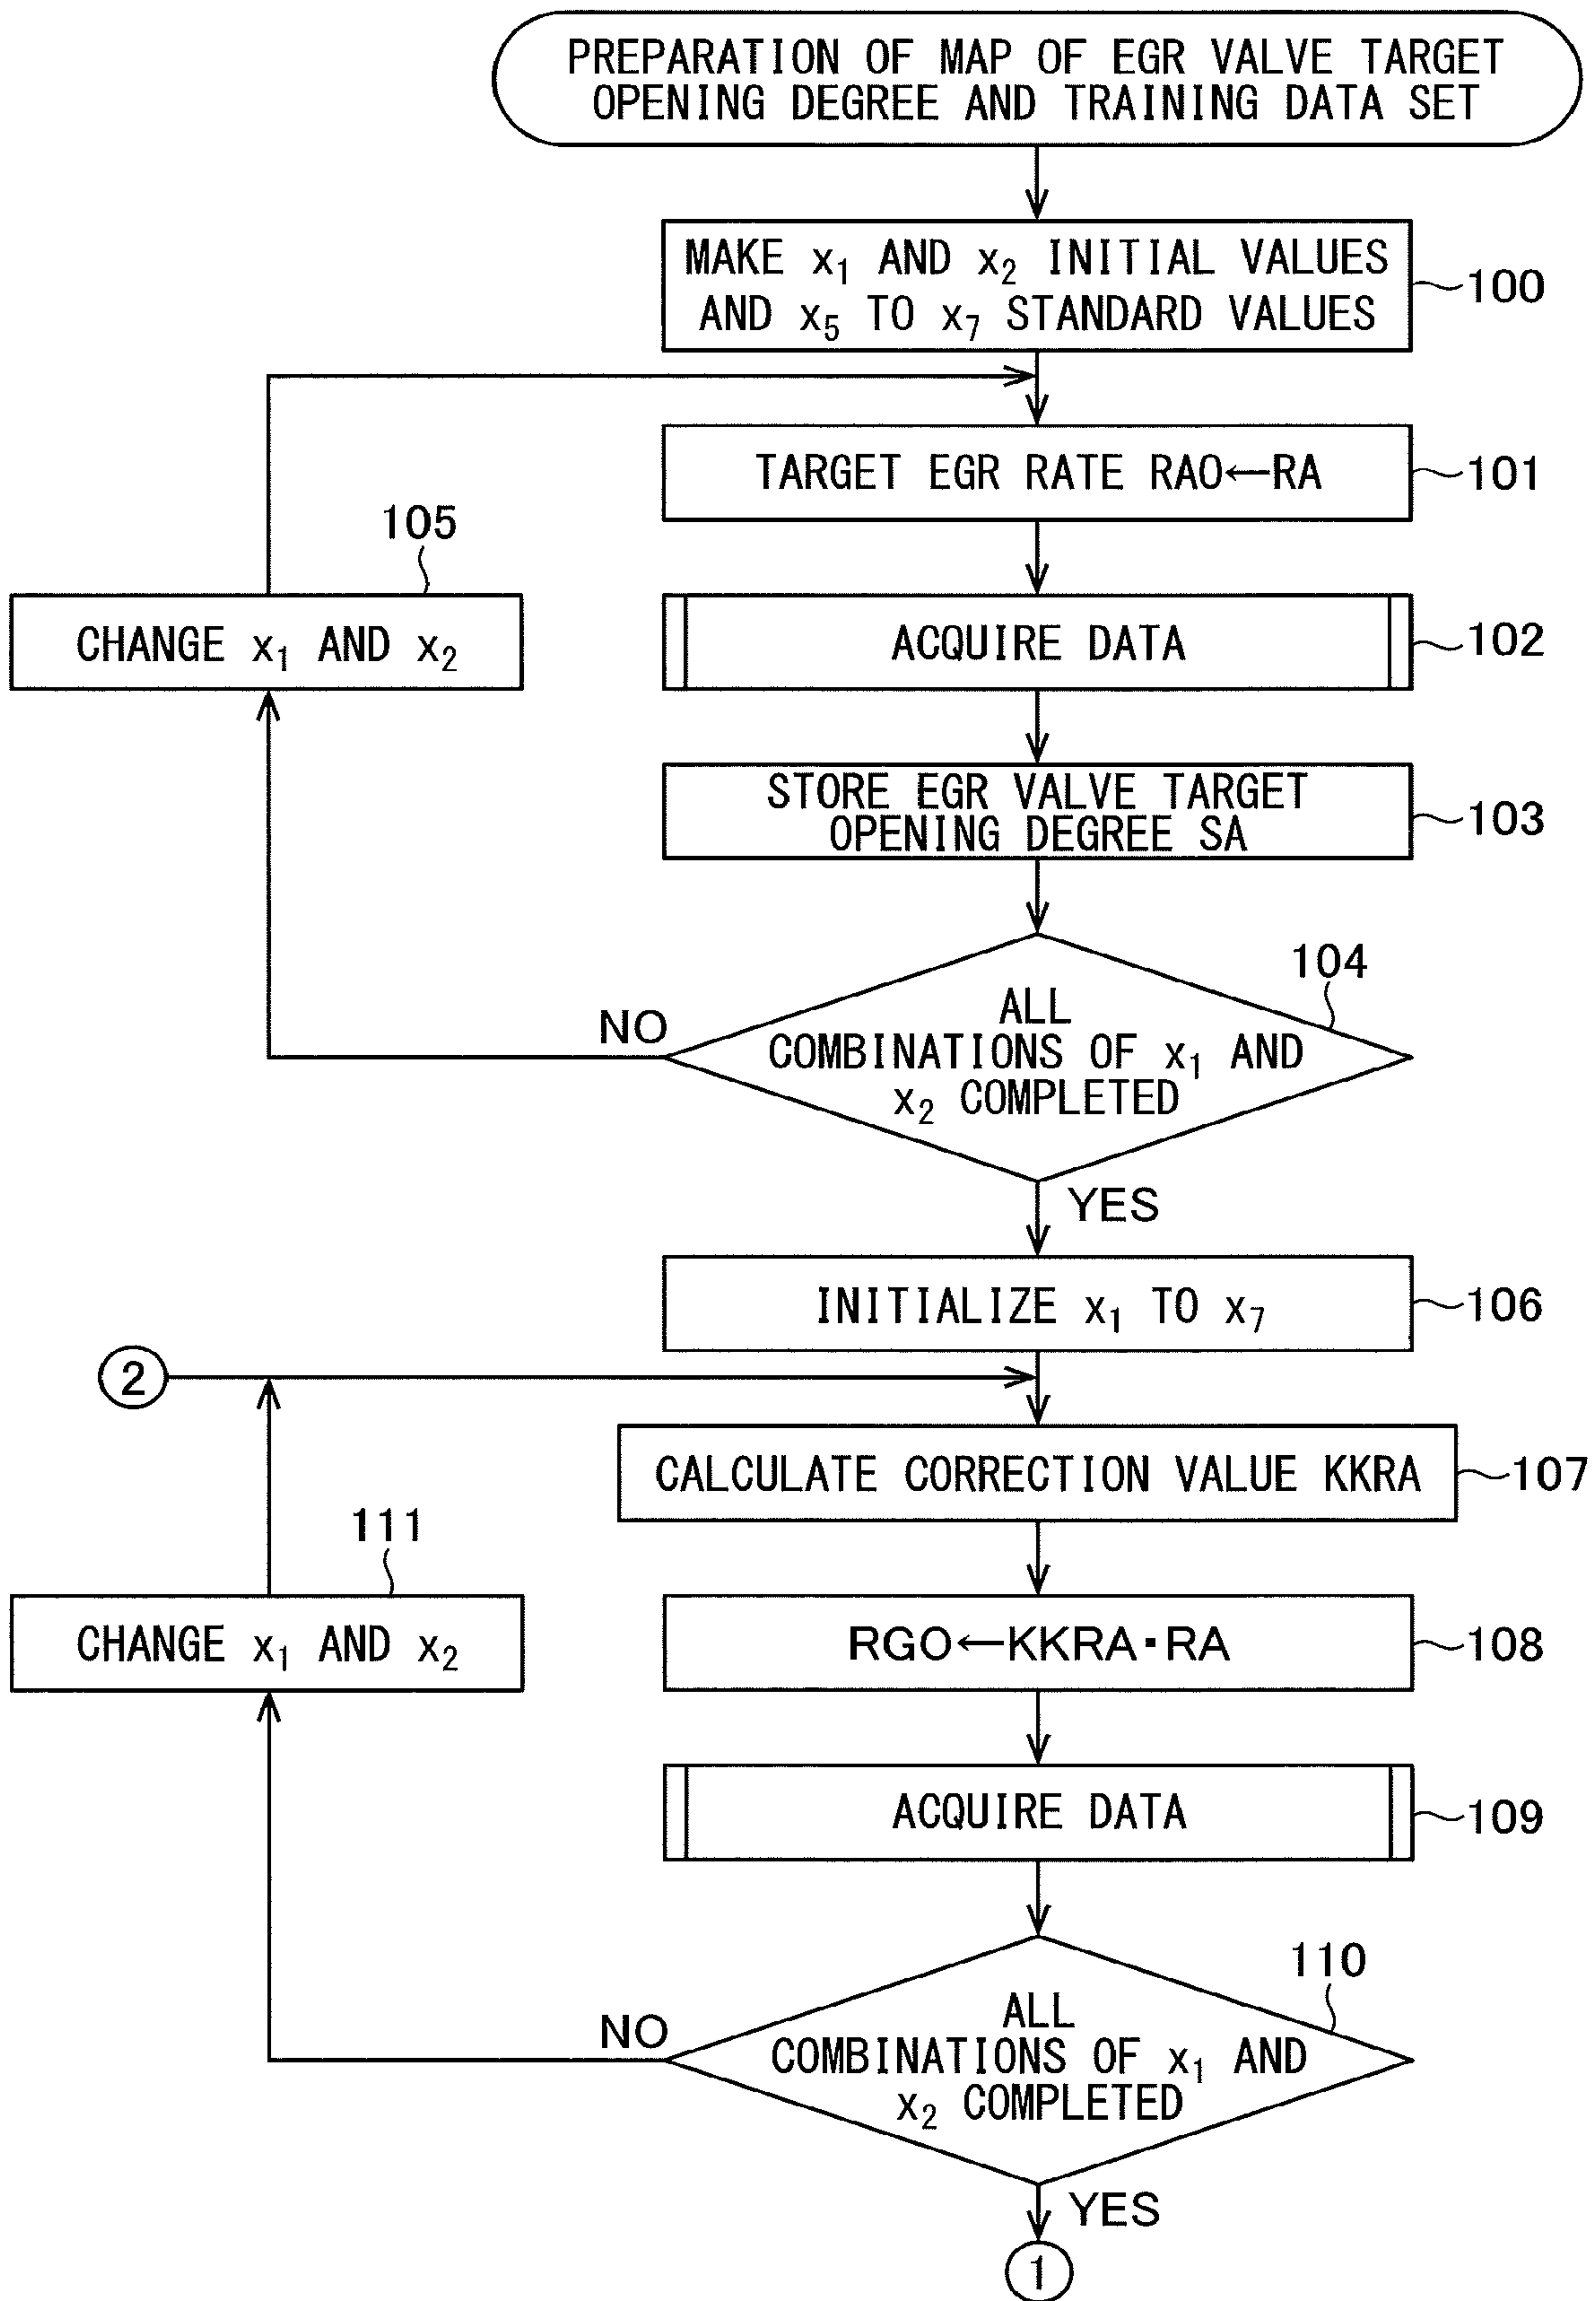 PREPARATION OF MAP OF EGR VALVE TARGET
OPENING DEGREE AND TRAINING DATA SET
MAKE x₁ AND x₂ INITIAL VALUES
AND x₅ TO x₇ STANDARD VALUES
100
TARGET EGR RATE RAO←RA
101
105
CHANGE x₁ AND x₂
ACQUIRE DATA
102
STORE EGR VALVE TARGET
OPENING DEGREE SA
103
104
ALL
COMBINATIONS OF x₁ AND
x₂ COMPLETED
NO
YES
INITIALIZE x₁ TO x₇
106
2
CALCULATE CORRECTION VALUE KKRA
107
111
CHANGE x₁ AND x₂
RGO←KKRA·RA
108
ACQUIRE DATA
109
110
ALL
COMBINATIONS OF x₁ AND
x₂ COMPLETED
NO
YES
1